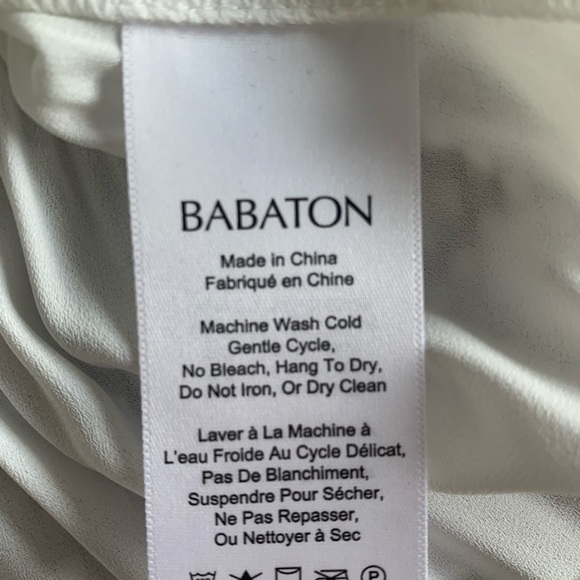 BABATON
Made in China
Fabriqué en Chine
Machine Wash Cold
Gentle Cycle,
No Bleach, Hang To Dry,
Do Not Iron, Or Dry Clean
Laver à La Machine à
L'eau Froide Au Cycle Délicat,
Pas De Blanchiment,
Suspendre Pour Sécher,
Ne Pas Repasser,
Ou Nettoyer à Sec
P